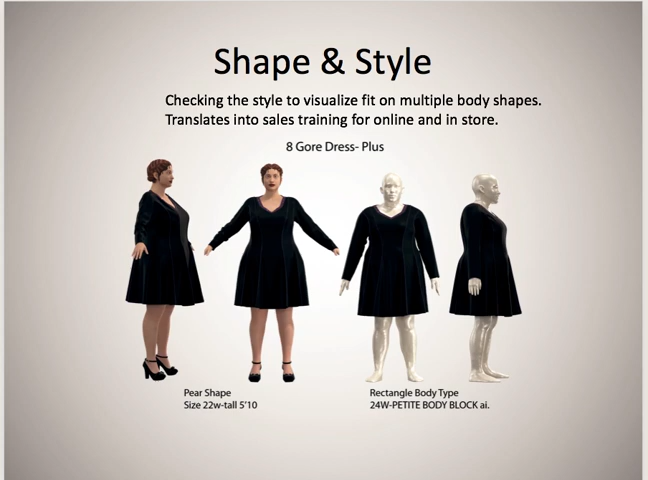 Shape & Style
Checking the style to visualize fit on multiple body shapes.
Translates into sales training for online and in store.
8 Gore Dress- Plus
Pear Shape
Size 22w-tall 5'10
Rectangle Body Type
24W-PETITE BODY BLOCK ai.